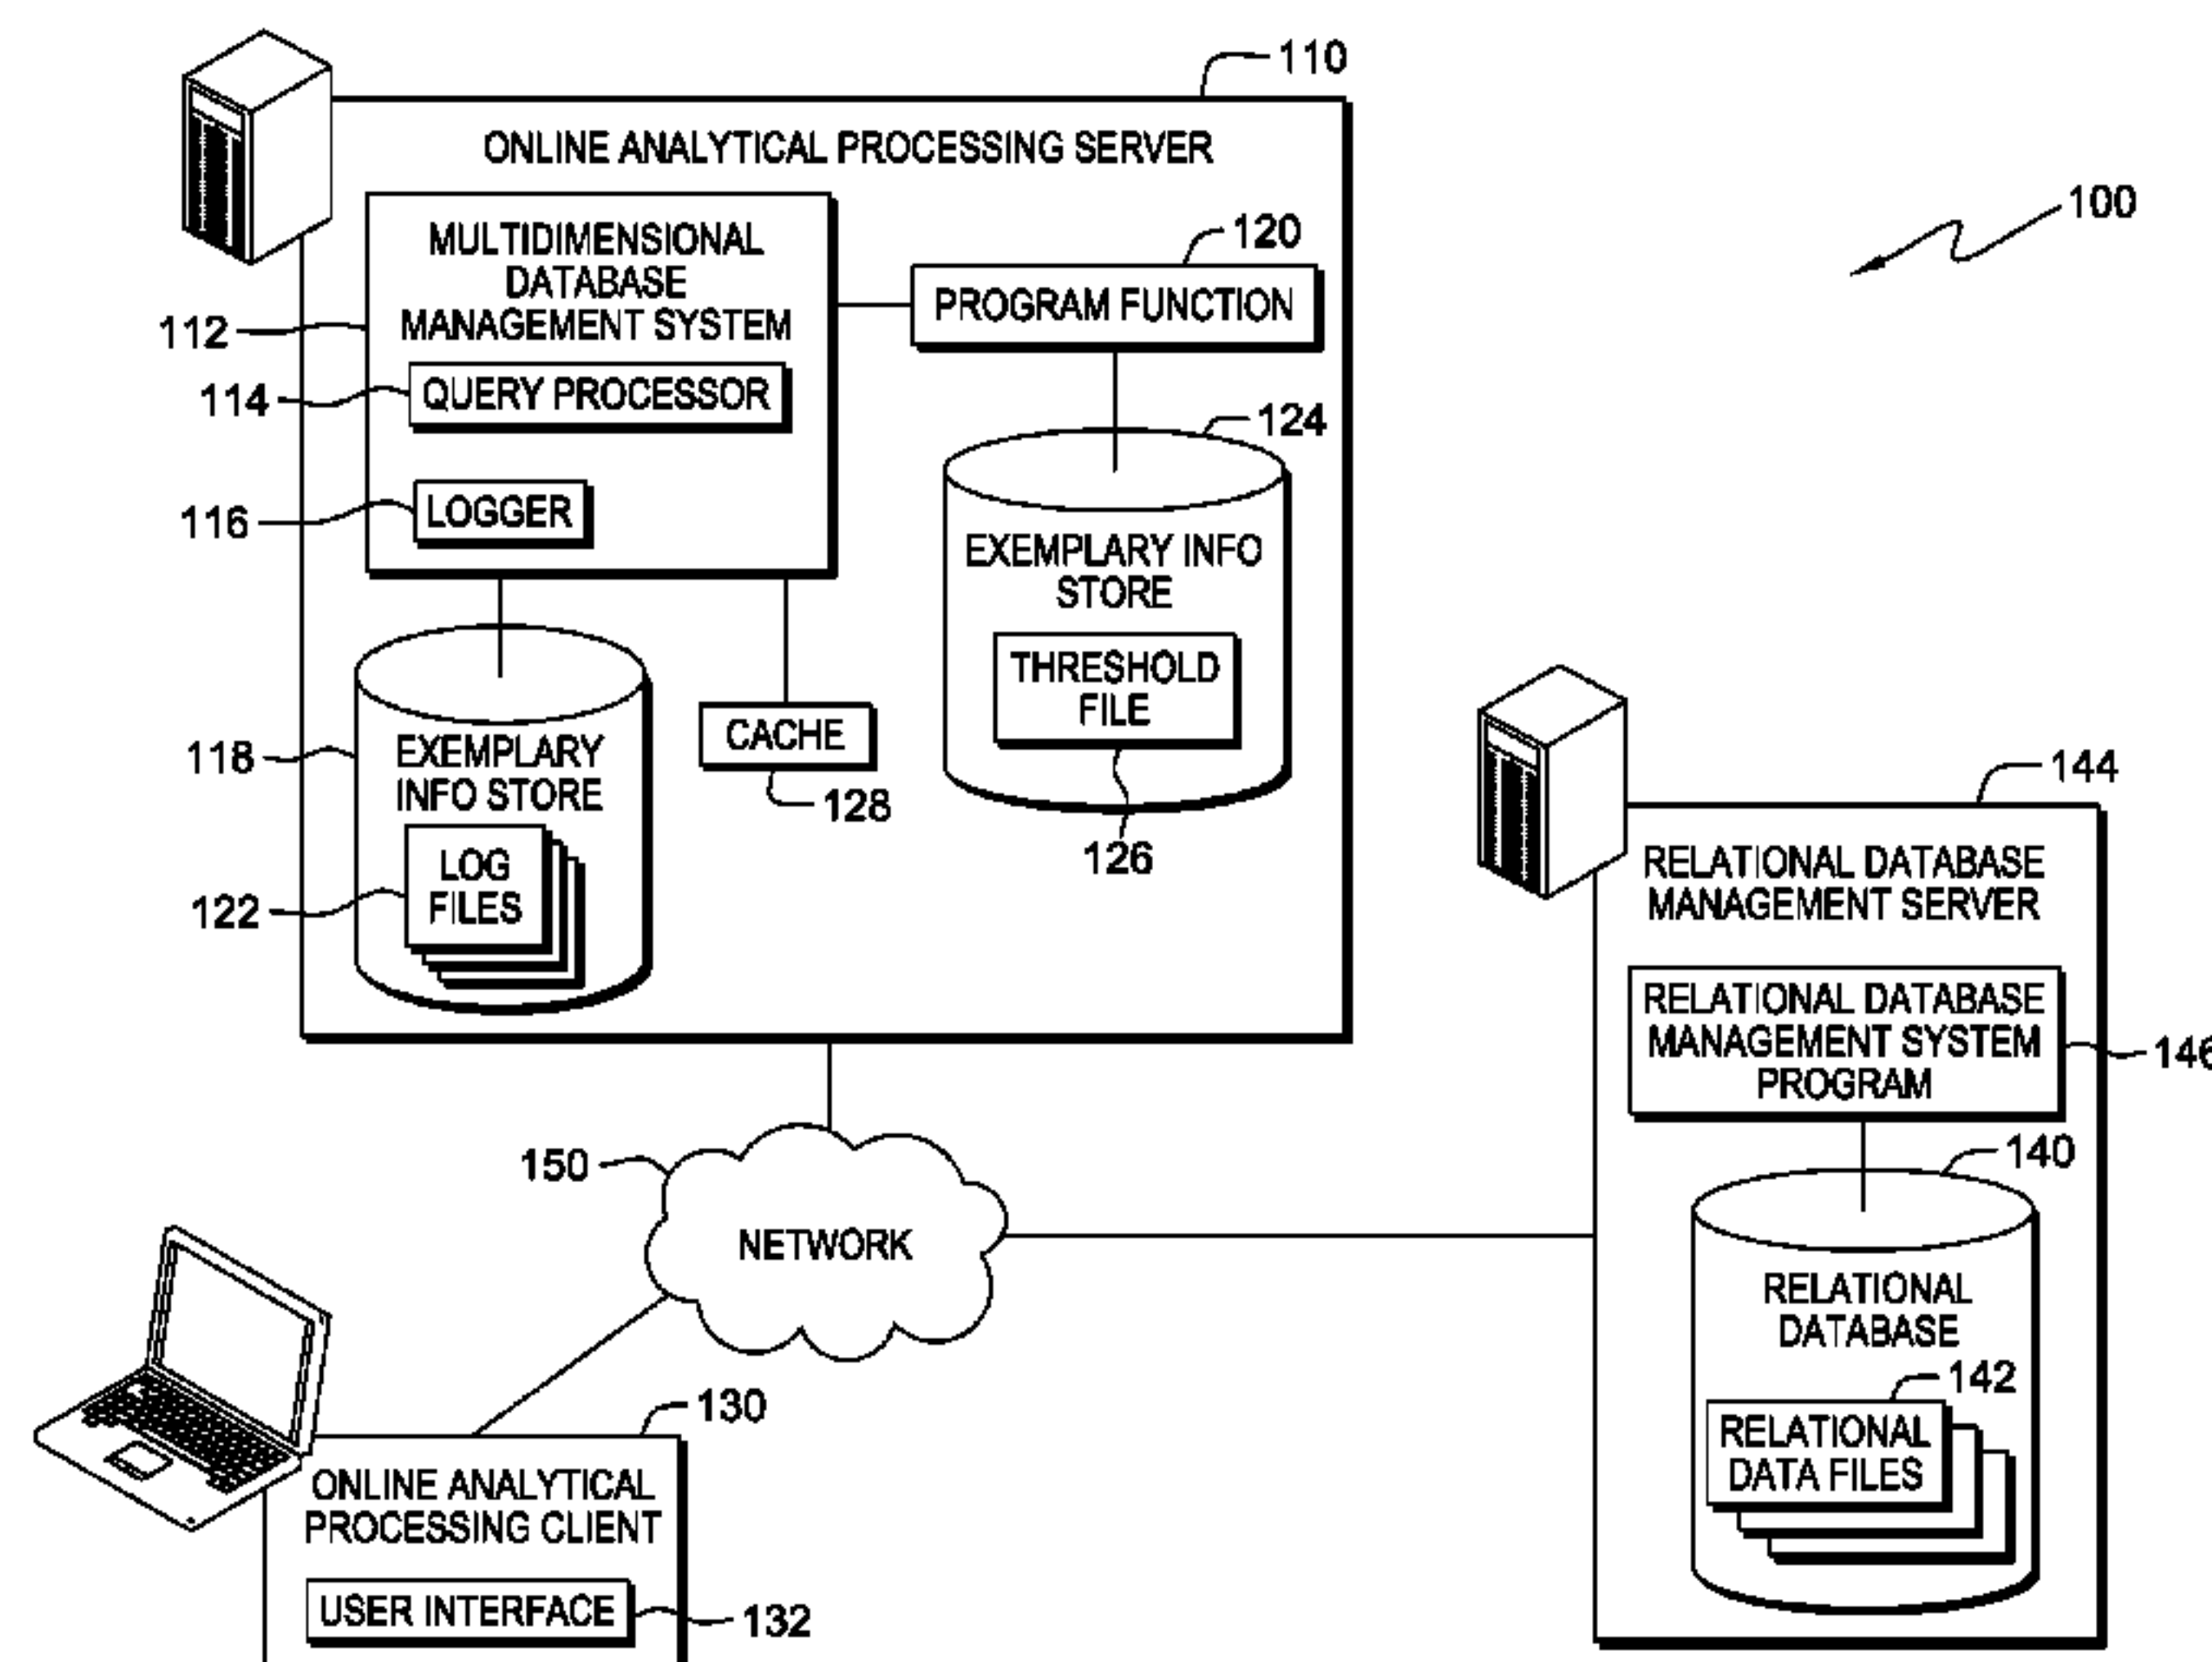 110
ONLINE ANALYTICAL PROCESSING SERVER
100
MULTIDIMENSIONAL
DATABASE
MANAGEMENT SYSTEM
112
120
PROGRAM FUNCTION
114
QUERY PROCESSOR
116
LOGGER
124
EXEMPLARY INFO
STORE
THRESHOLD
FILE
126
118
EXEMPLARY
INFO STORE
CACHE
128
122
LOG
FILES
144
RELATIONAL DATABASE
MANAGEMENT SERVER
RELATIONAL DATABASE
MANAGEMENT SYSTEM
PROGRAM
146
150
NETWORK
140
RELATIONAL
DATABASE
142
RELATIONAL
DATA FILES
130
ONLINE ANALYTICAL
PROCESSING CLIENT
USER INTERFACE
132